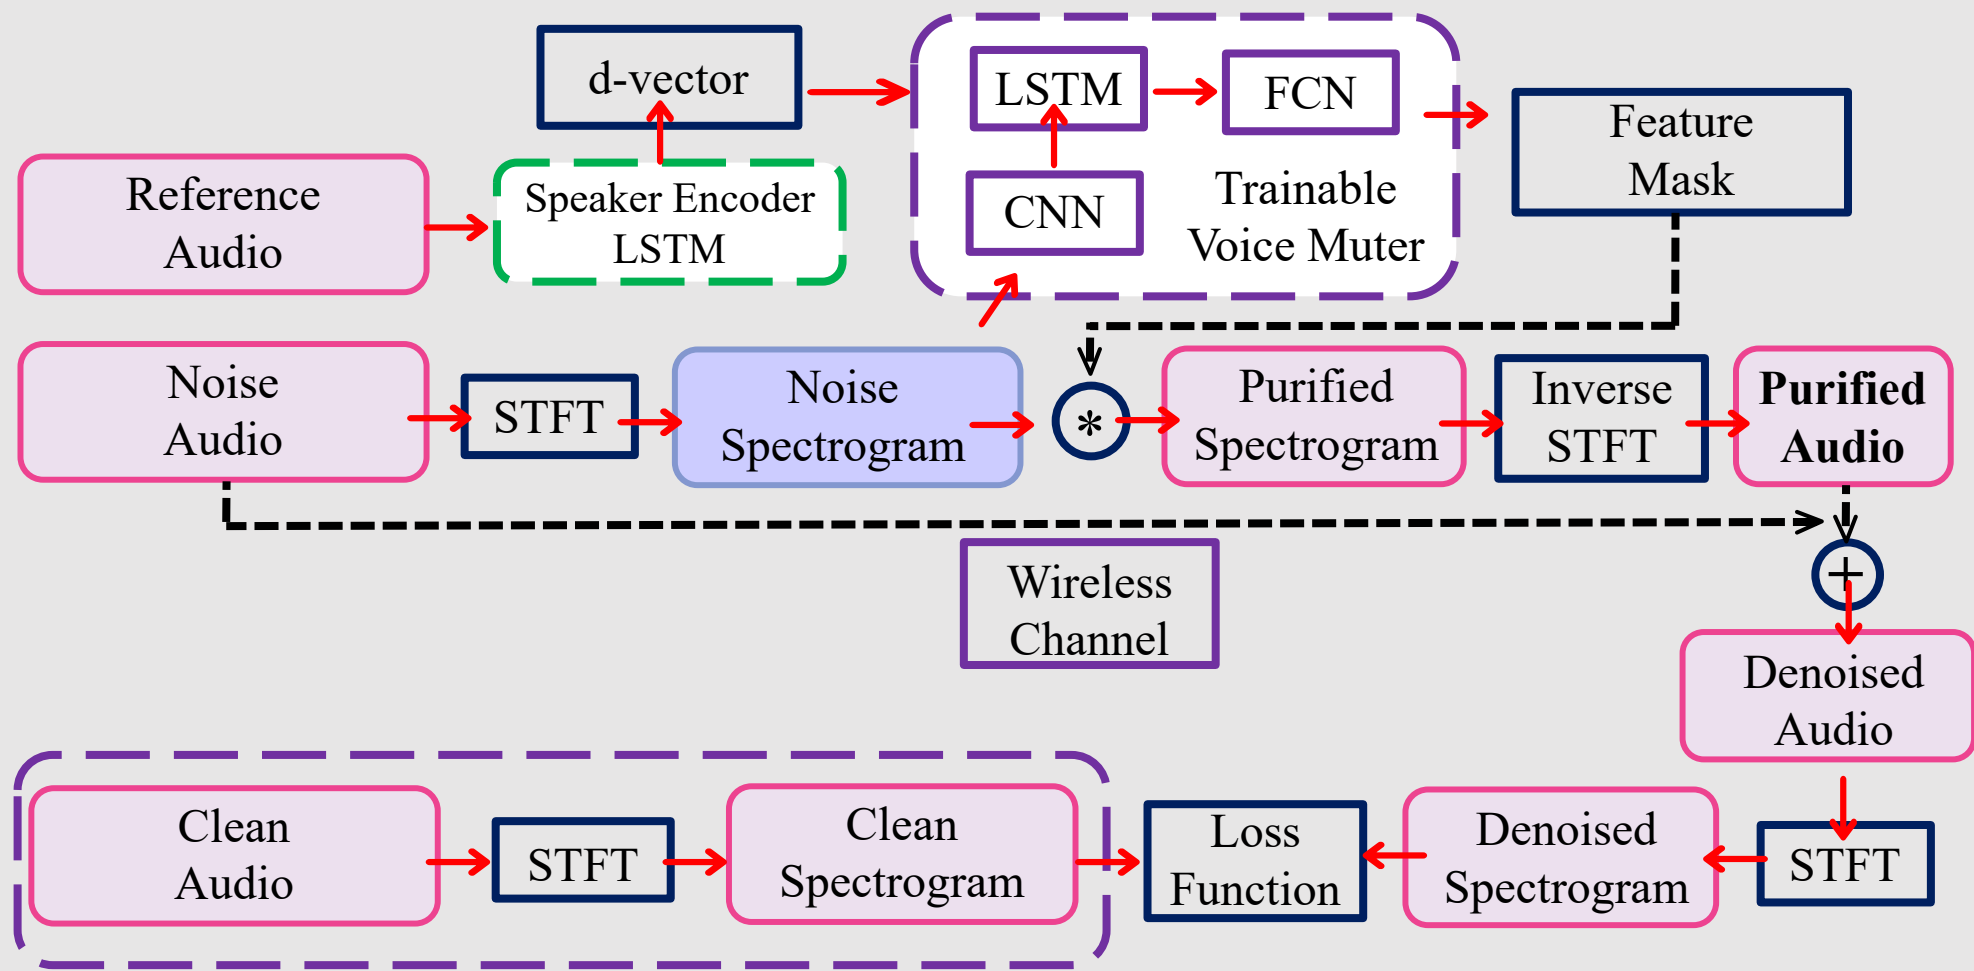 d-vector
LSTM
FCN
Feature
Mask
Reference
Audio
Speaker Encoder
LSTM
CNN
Trainable
Voice Muter
Noise
Audio
STFT
Noise
Spectrogram
*
Purified
Spectrogram
Inverse
STFT
Purified
Audio
+
Wireless
Channel
Denoised
Audio
Clean
Audio
STFT
Clean
Spectrogram
Loss
Function
Denoised
Spectrogram
STFT